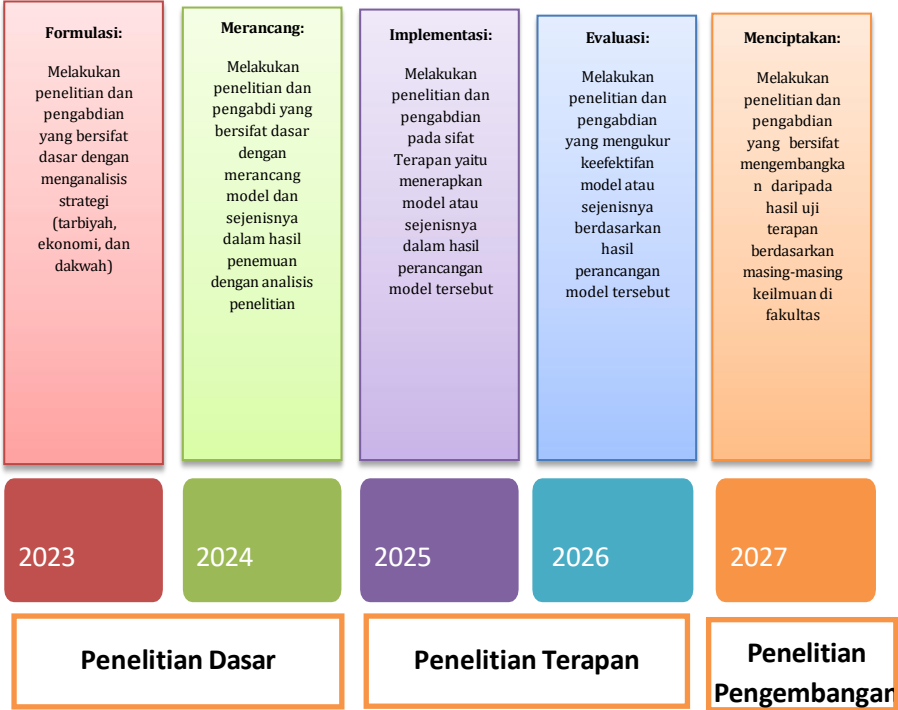 Formulasi:
Melakukan
penelitian dan
pengabdian
yang bersifat
dasar dengan
menganalisis
strategi
(tarbiyah,
ekonomi, dan
dakwah)
Merancang:
Melakukan
penelitian dan
pengabdi yang
bersifat dasar
dengan
merancang
model dan
sejenisnya
dalam hasil
penemuan
dengan analisis
penelitian
Implementasi:
Melakukan
penelitian dan
pengabdian
pada sifat
Terapan yaitu
menerapkan
model atau
sejenisnya
dalam hasil
perancangan
model tersebut
Evaluasi:
Melakukan
penelitian dan
pengabdian
yang mengukur
keefektifan
model atau
sejenisnya
berdasarkan
hasil
perancangan
model tersebut
Menciptakan:
Melakukan
penelitian dan
pengabdian
yang bersifat
mengembangka
n daripada
hasil uji
terapan
berdasarkan
masing-masing
keilmuan di
fakultas
2023
2024
2025
2026
2027
Penelitian Dasar
Penelitian Terapan
Penelitian
Pengembangan